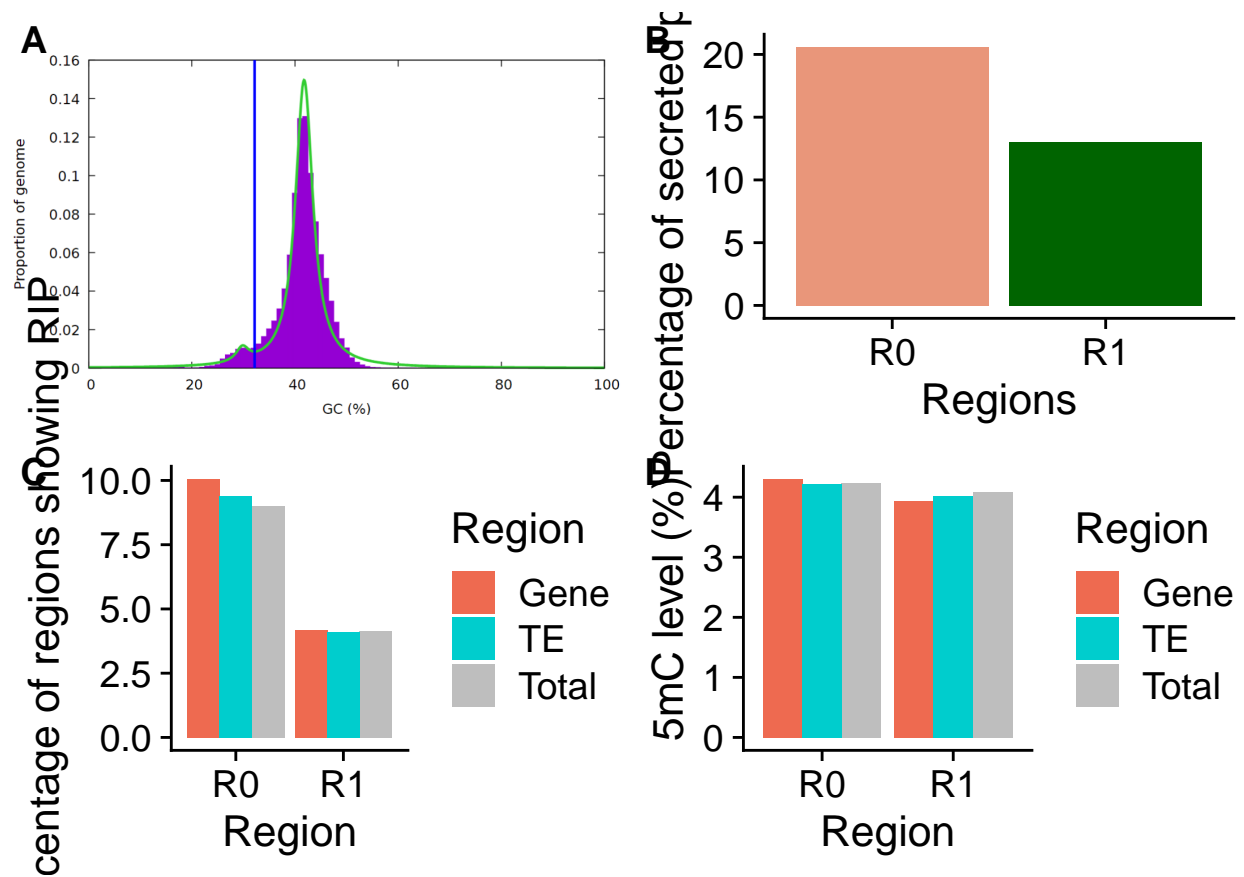 A
0.16
0.14
0.12
0.1
0.08
0.06
0.04
0.02
0
Proportion of genome
0
20
40
60
80
100
GC (%)
B
Percentage of secreted p
20
15
10
5
0
R0
R1
Regions
C
centage of regions showing RIP
10.0
7.5
5.0
2.5
0.0
R0
R1
Region
Region
Gene
TE
Total
D
5mC level (%)
4
3
2
1
0
R0
R1
Region
Region
Gene
TE
Total